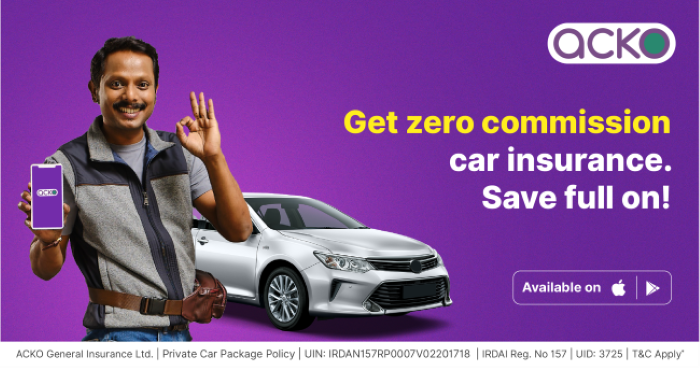 acko
Get zero commission
car insurance.
Save full on!
acko
Available on
ACKO General Insurance Ltd. | Private Car Package Policy | UIN: IRDAN157RP0007V02201718 | IRDAI Reg. No 157 | UID: 3725 | T&C Apply*